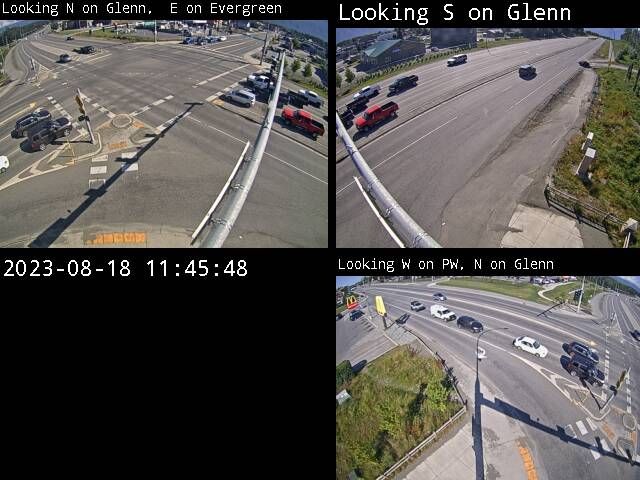 Looking N on Glenn, E on Evergreen
Looking S on Glenn
2023-08-18 11:45:48
Looking W on PW, N on Glenn